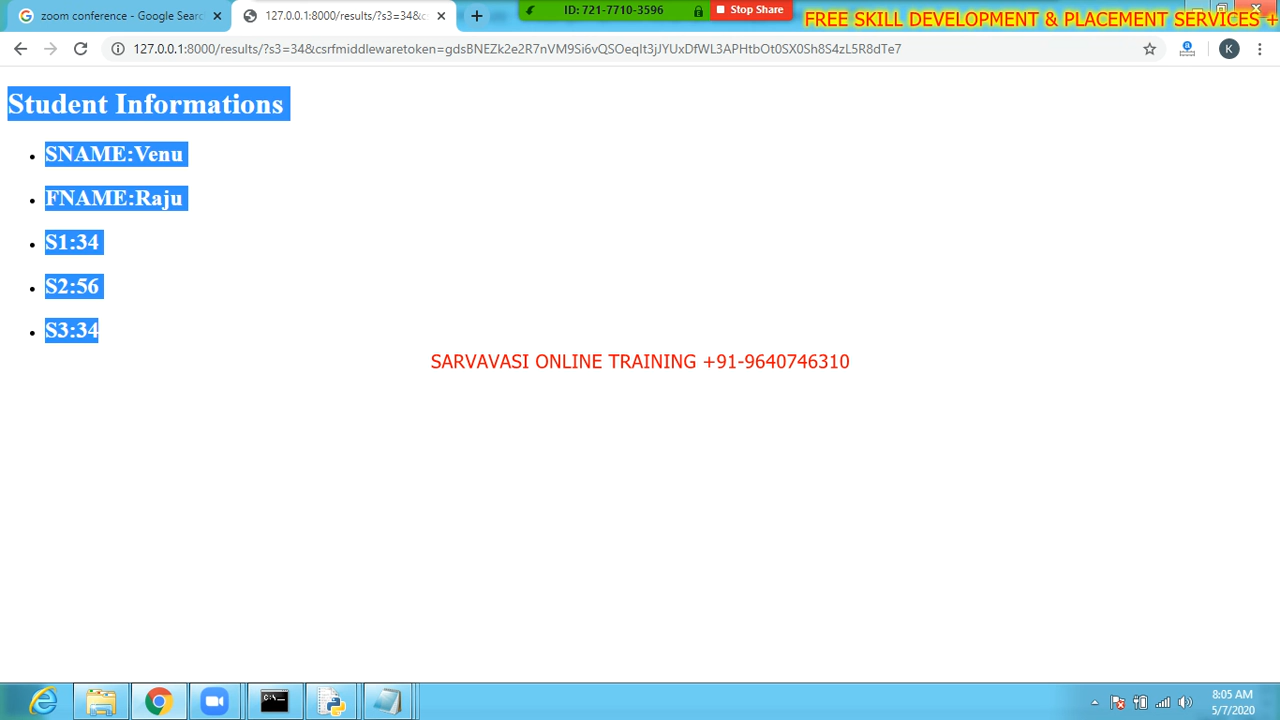 zoom conference - Google Searc
127.0.0.1:8000/results/?s3=34&c
ID: 721-7710-3596
Stop Share
FREE SKILL DEVELOPMENT & PLACEMENT SERVICES +
127.0.0.1:8000/results/?s3=34&csrfmiddlewaretoken=gdsBNEZk2e2R7nVM9Si6vQSOeqIt3jJYUxDfWL3APHtbOt0SX0Sh8S4zL5R8dTe7
K
Student Informations
SNAME:Venu
FNAME:Raju
S1:34
S2:56
S3:34
SARVAVASI ONLINE TRAINING +91-9640746310
8:05 AM
5/7/2020